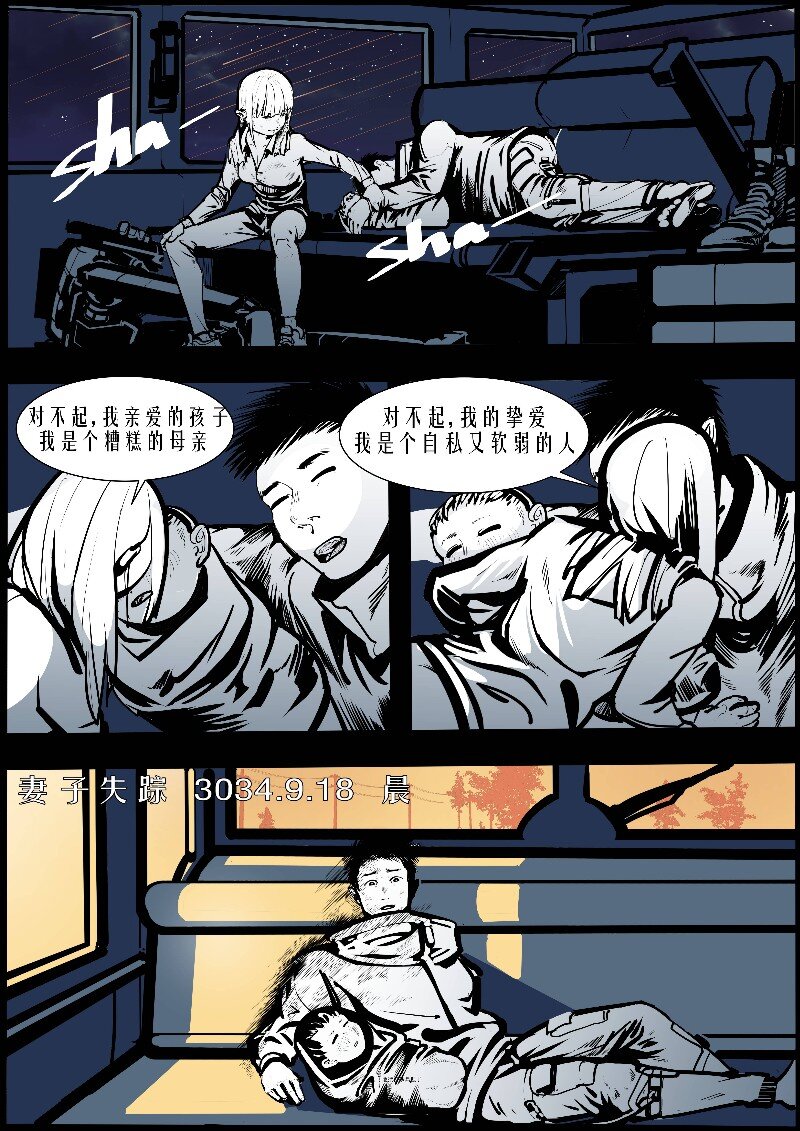 sha
sha
对不起,我亲爱的孩子
我是个糟糕的母亲
对不起,我的挚爱
我是个自私又软弱的人
妻子失踪 3034.9.18 晨